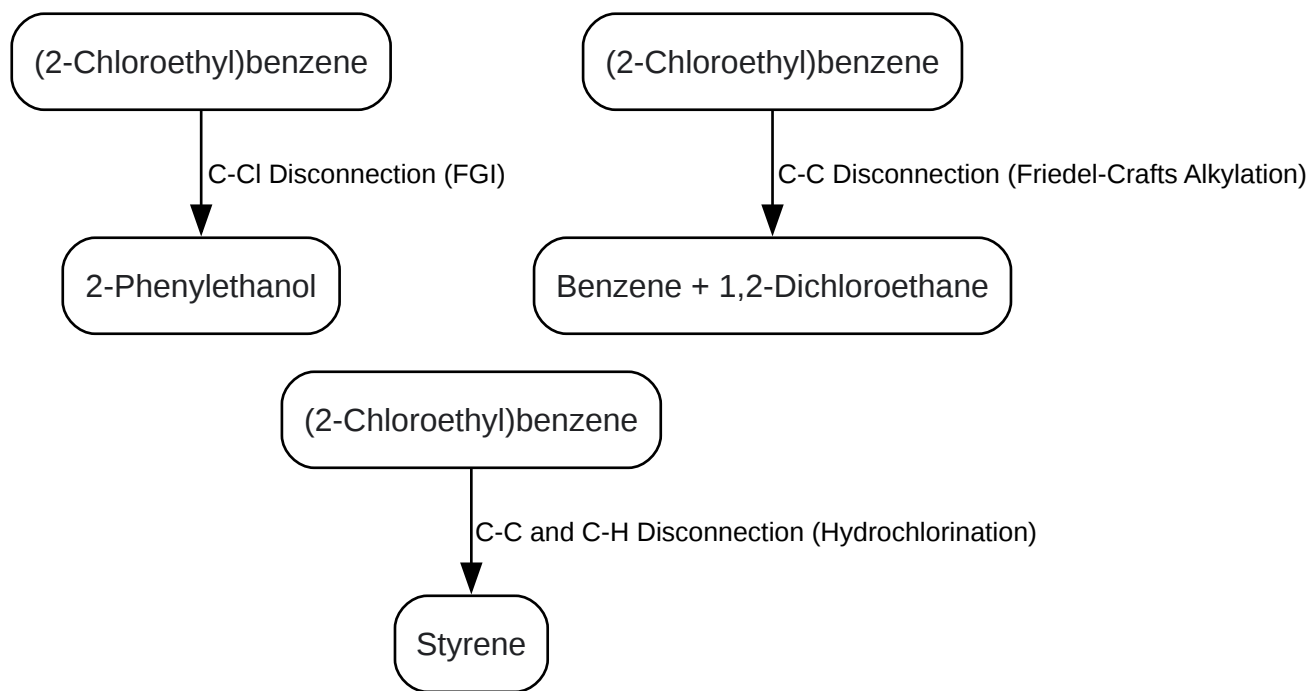 (2-Chloroethyl)benzene
(2-Chloroethyl)benzene
C-Cl Disconnection (FGI)
C-C Disconnection (Friedel-Crafts Alkylation)
2-Phenylethanol
Benzene + 1,2-Dichloroethane
(2-Chloroethyl)benzene
C-C and C-H Disconnection (Hydrochlorination)
Styrene